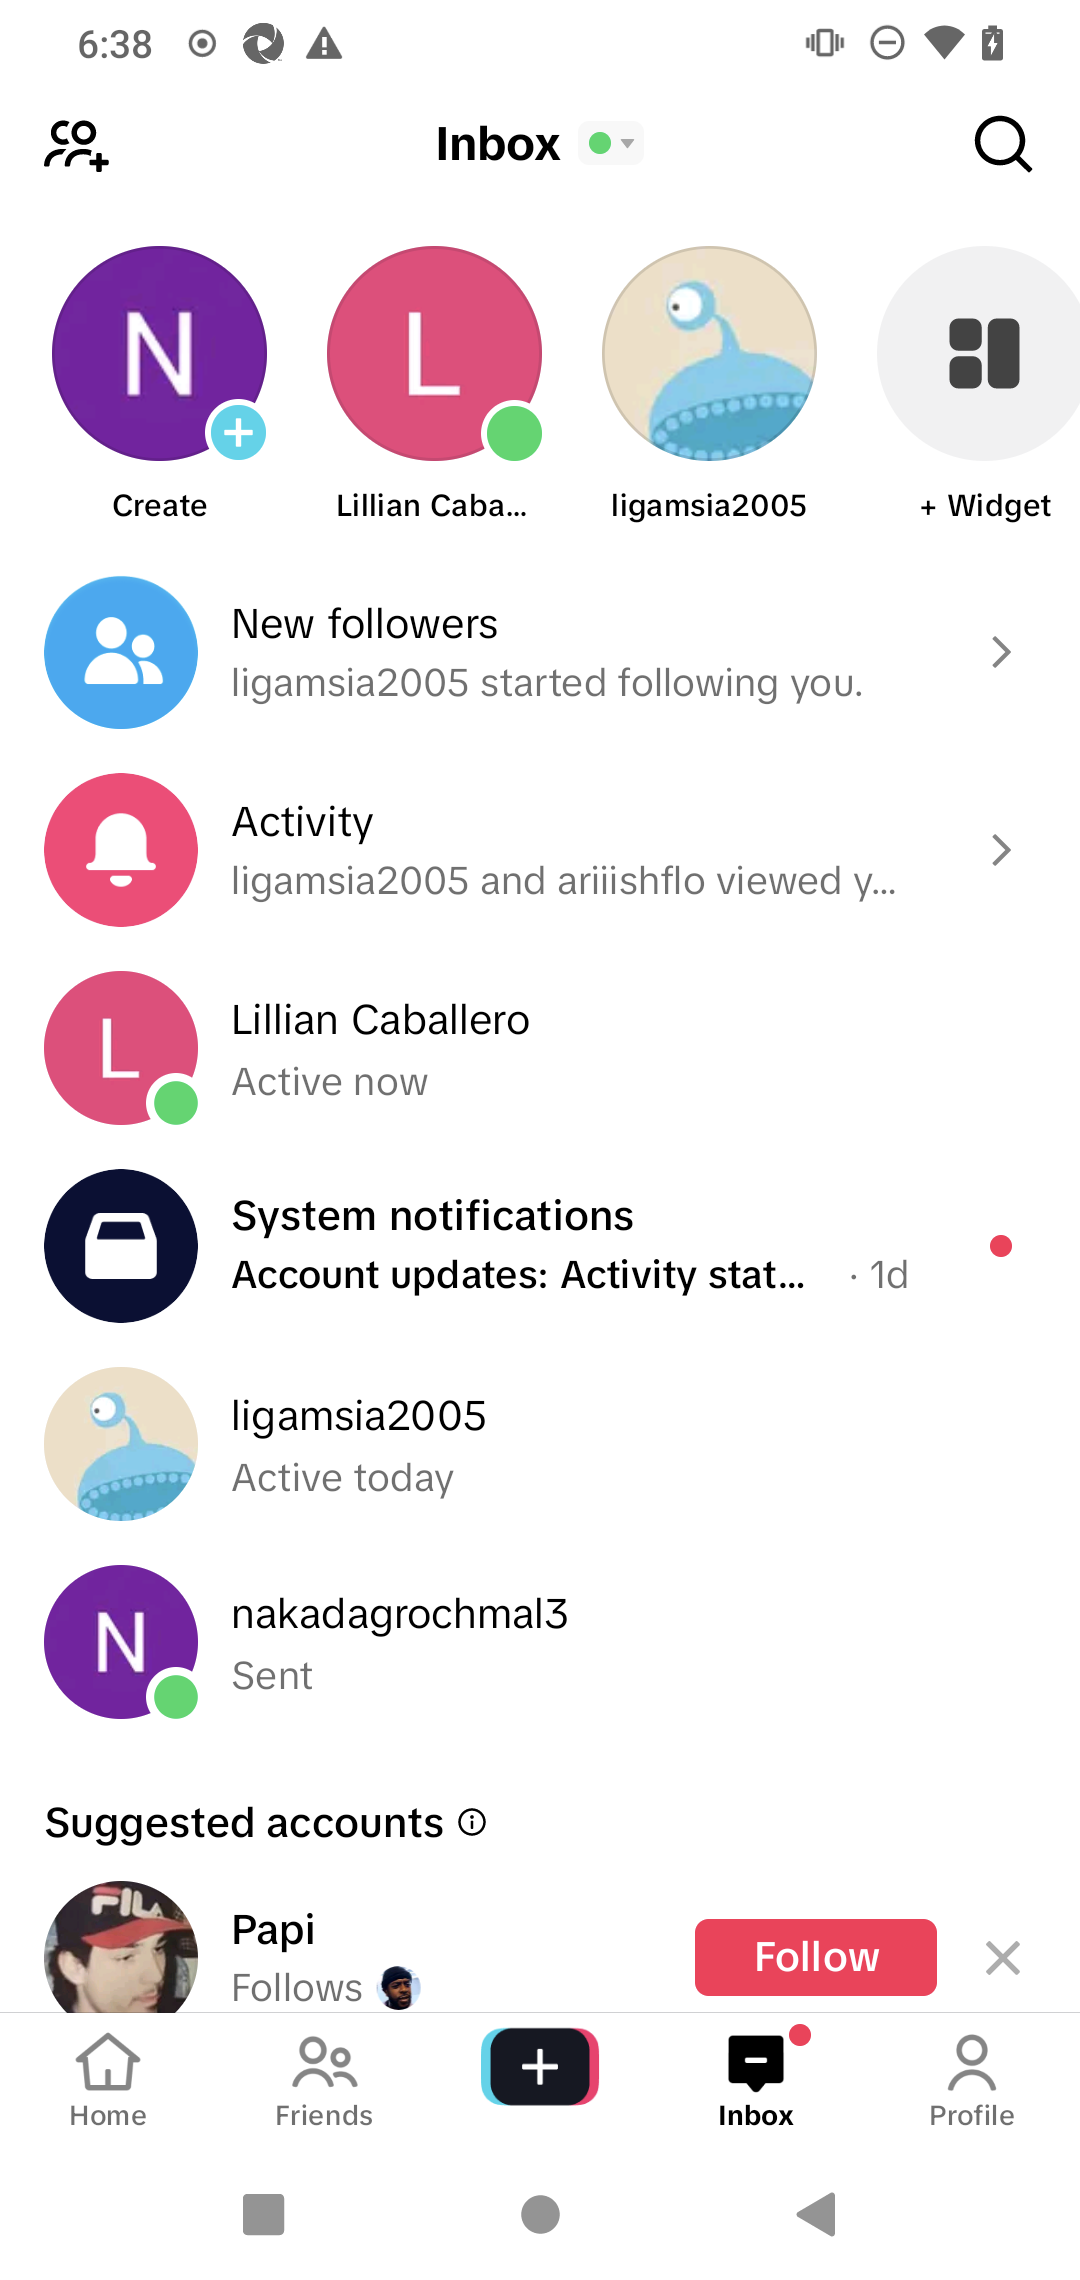 6:38
Inbox
N
L
Create
Lillian Caba...
ligamsia2005
+ Widget
New followers
ligamsia2005 started following you.
Activity
ligamsia2005 and ariiishflo viewed y...
L
Lillian Caballero
Active now
System notifications
Account updates: Activity stat... · 1d
ligamsia2005
Active today
N
nakadagrochmal3
Sent
Suggested accounts
FILA
Papi
Follows
Follow
Home
Friends
Inbox
Profile